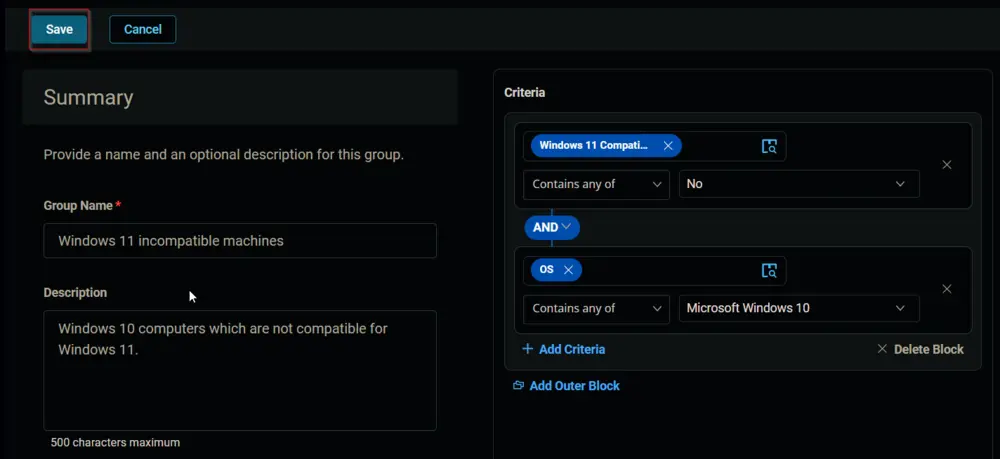 Save
Cancel
Summary
Provide a name and an optional description for this group.
Group Name *
Windows 11 incompatible machines
Description
Windows 10 computers which are not compatible for
Windows 11.
500 characters maximum
Criteria
Windows 11 Compati...
Contains any of
No
AND
OS
Contains any of
Microsoft Windows 10
Add Criteria
Delete Block
Add Outer Block